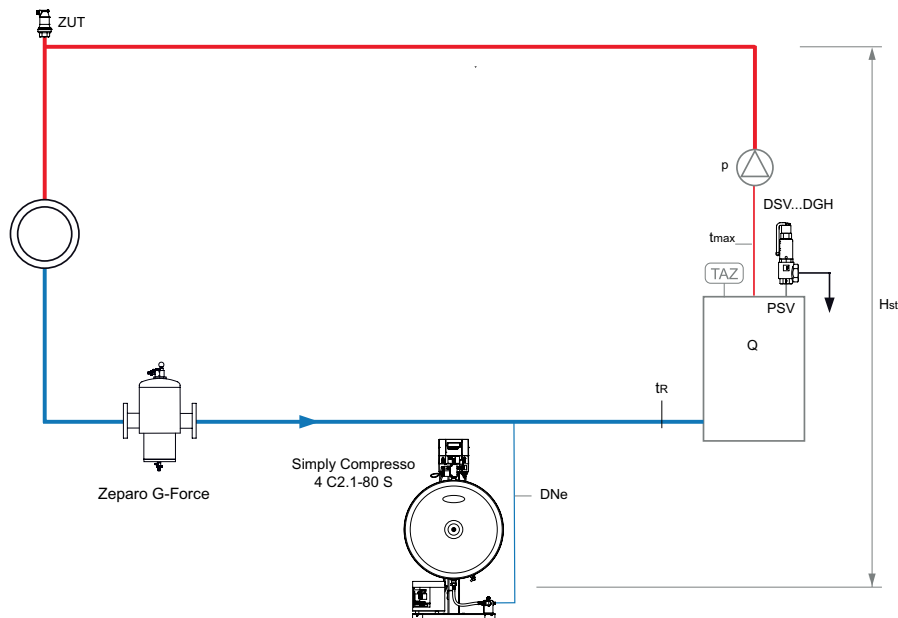 ZUT
p
DSV...DGH
tmax
TAZ
PSV
Hst
Q
tR
Simply Compresso
4 C2.1-80 S
Zeparo G-Force
DNe